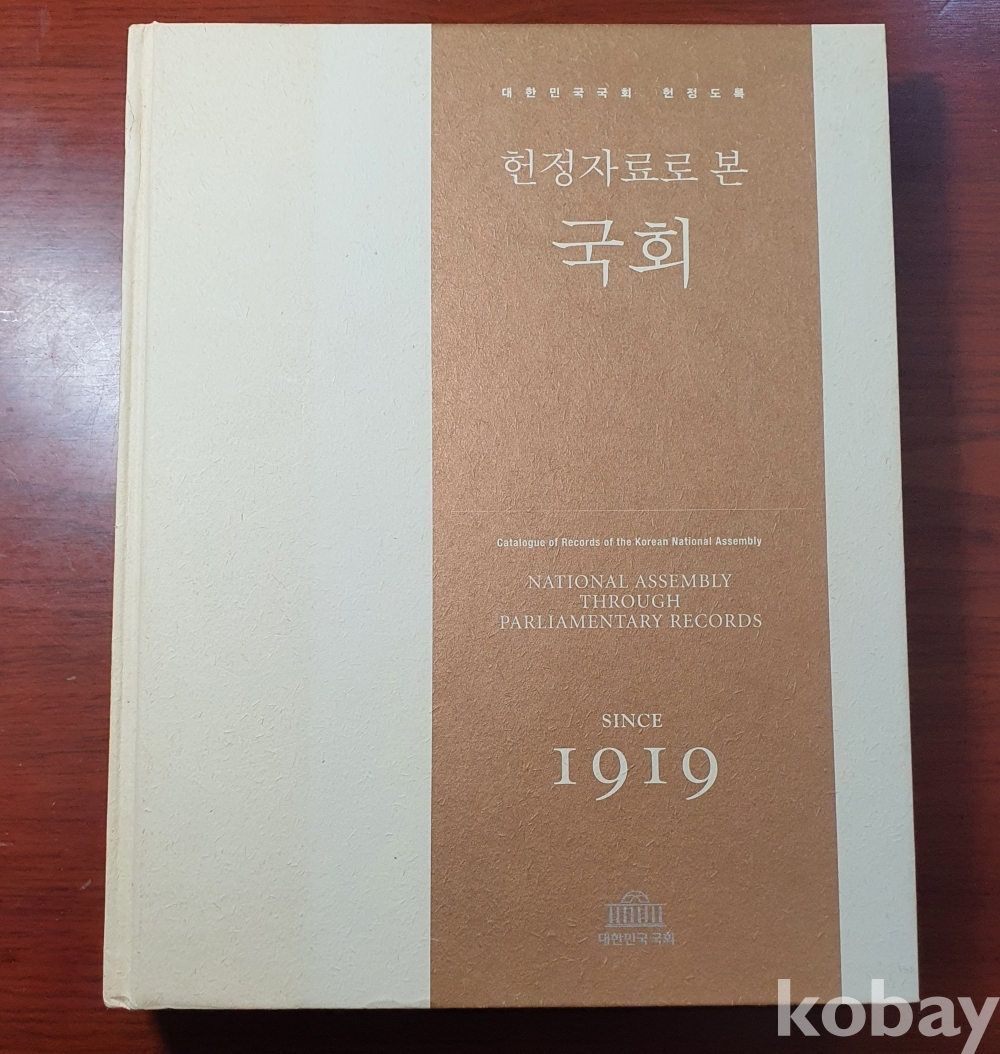 대한민국국회 헌정도록
헌정자료로 본
국회
Catalogue of Records of the Korean National Assembly
NATIONAL ASSEMBLY
THROUGH
PARLIAMENTARY RECORDS
SINCE
1919
대한민국국회
kobay